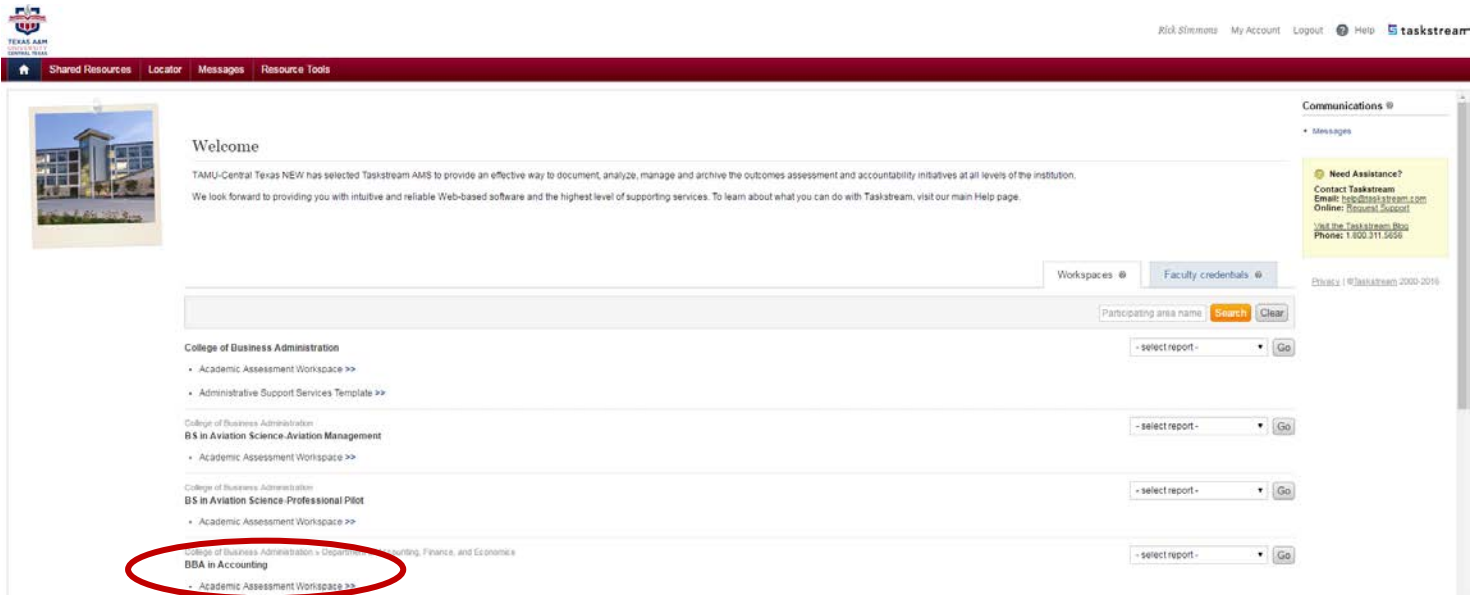 TEXAS A&M
UNIVERSITY
CENTRAL TEXAS
Rick Simmons My Account Logout Help taskstream
Shared Resources Locator Messages Resource Tools
Communications
• Messages
Welcome
TAMU-Central Texas NEW has selected Taskstream AMS to provide an effective way to document, analyze, manage and archive the outcomes assessment and accountability initiatives at all levels of the institution.
We look forward to providing you with intuitive and reliable Web-based software and the highest level of supporting services. To learn about what you can do with Taskstream, visit our main Help page.
Need Assistance?
Contact Taskstream
Email: help@taskstream.com
Online: Request Support
Visit the Taskstream Blog
Phone: 1.800.311.5656
Workspaces Faculty credentials
Privacy | ©Taskstream 2000-2016
Participating area name Search Clear
College of Business Administration - select report - Go
• Academic Assessment Workspace >>
• Administrative Support Services Template >>
College of Business Administration
BS in Aviation Science-Aviation Management - select report - Go
• Academic Assessment Workspace >>
College of Business Administration
BS in Aviation Science-Professional Pilot - select report - Go
• Academic Assessment Workspace >>
College of Business Administration » Department Accounting, Finance, and Economics
BBA in Accounting - select report - Go
• Academic Assessment Workspace >>